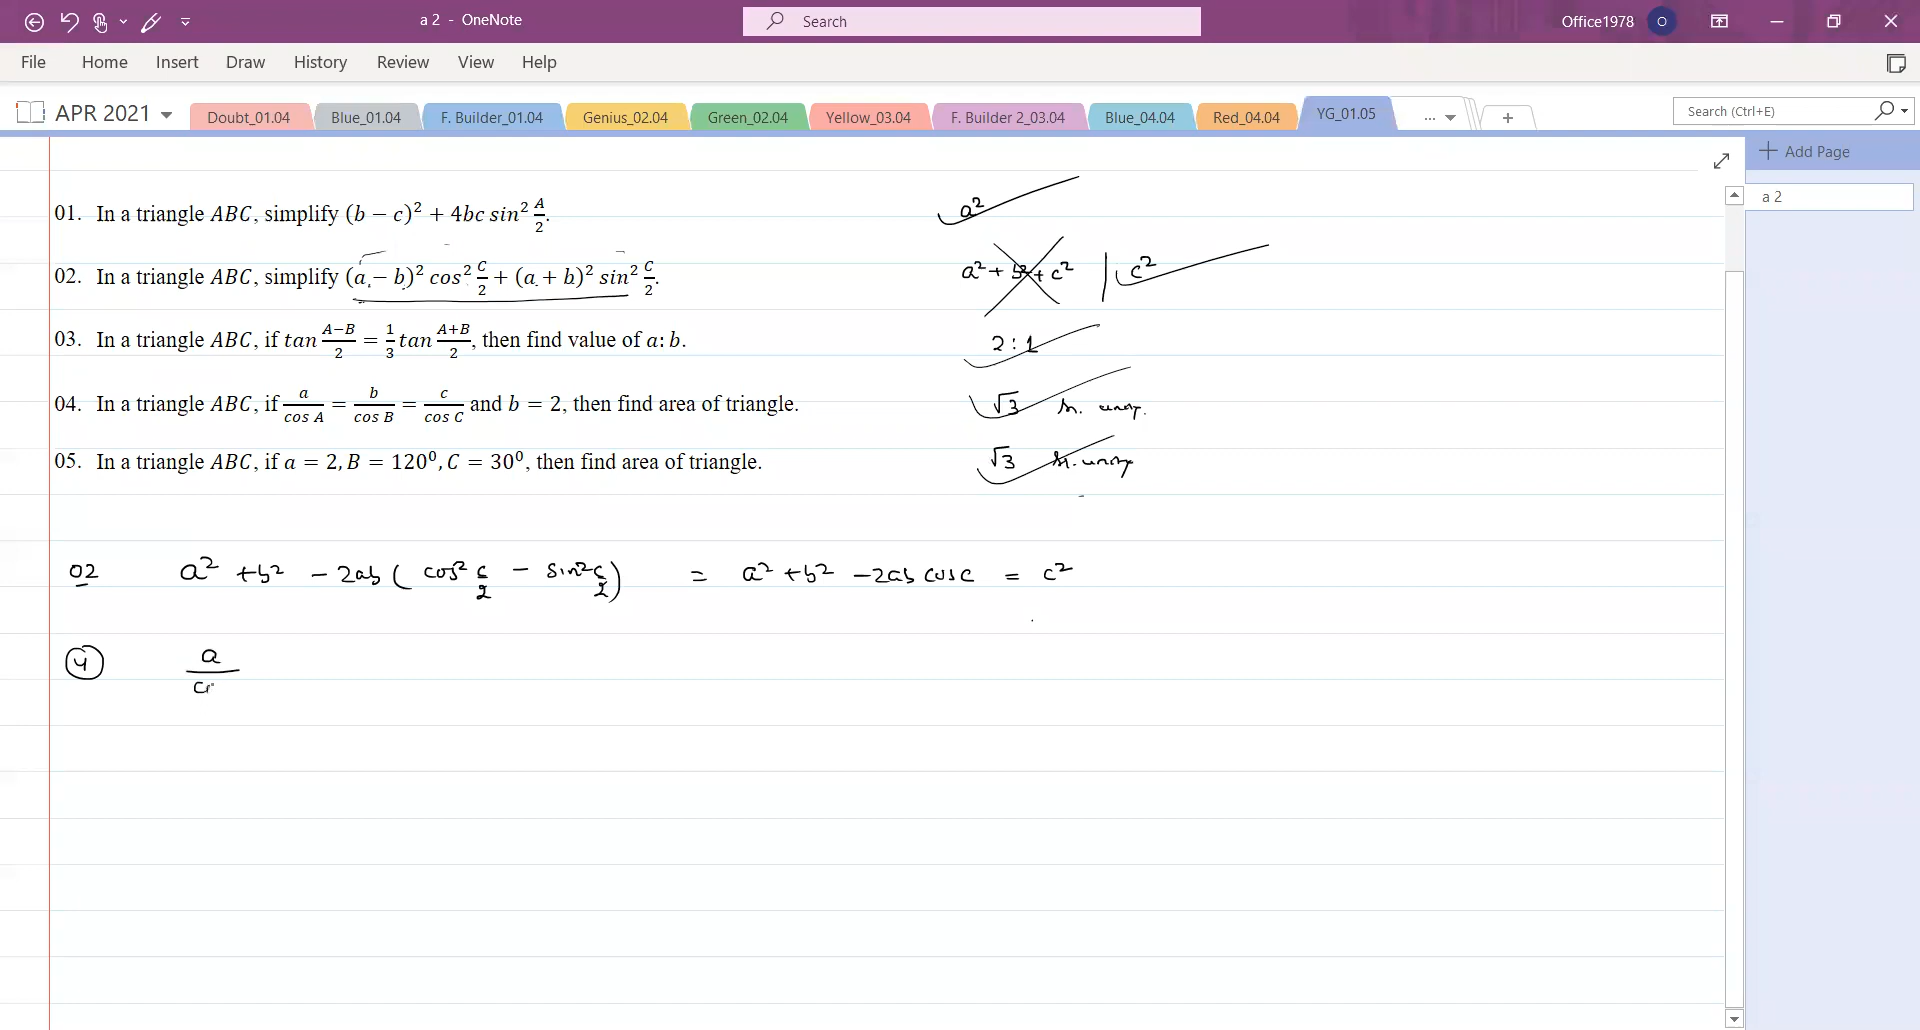 a 2 - OneNote
Search
Office1978
O
File Home Insert Draw History Review View Help
APR 2021
Doubt_01.04 Blue_01.04 F. Builder_01.04 Genius_02.04 Green_02.04 Yellow_03.04 F. Builder 2_03.04 Blue_04.04 Red_04.04 YG_01.05 ... +
Search (Ctrl+E)
Add Page
a 2
01. In a triangle ABC, simplify (b − c)² + 4bc sin² A/2. a²
02. In a triangle ABC, simplify (a − b)² cos² C/2 + (a + b)² sin² C/2. a² + b² + c² | c²
03. In a triangle ABC, if tan (A−B)/2 = 1/3 tan (A+B)/2, then find value of a: b. 2 : 1
04. In a triangle ABC, if a/cos A = b/cos B = c/cos C and b = 2, then find area of triangle. √3
05. In a triangle ABC, if a = 2, B = 120⁰, C = 30⁰, then find area of triangle. √3
02 a² + b² − 2ab ( cos² c/2 − sin² c/2 ) = a² + b² − 2ab cos c = c²
4 a